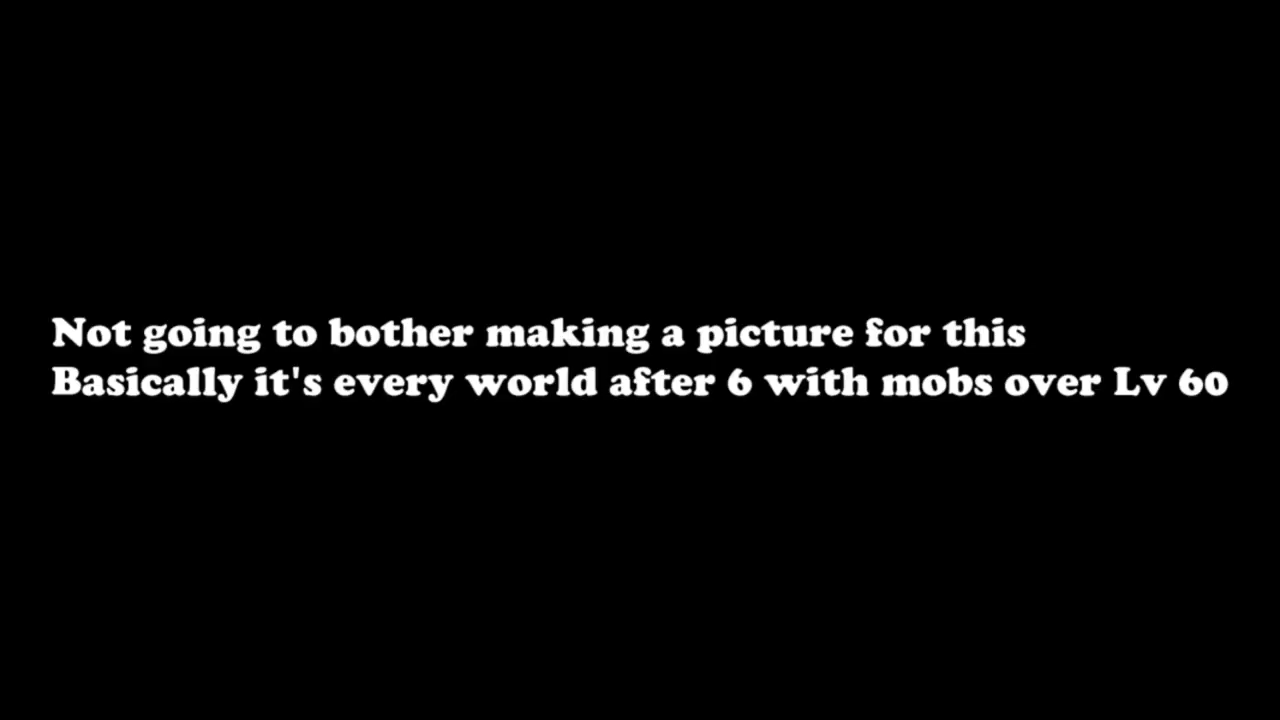 Not going to bother making a picture for this
Basically it's every world after 6 with mobs over Lv 60